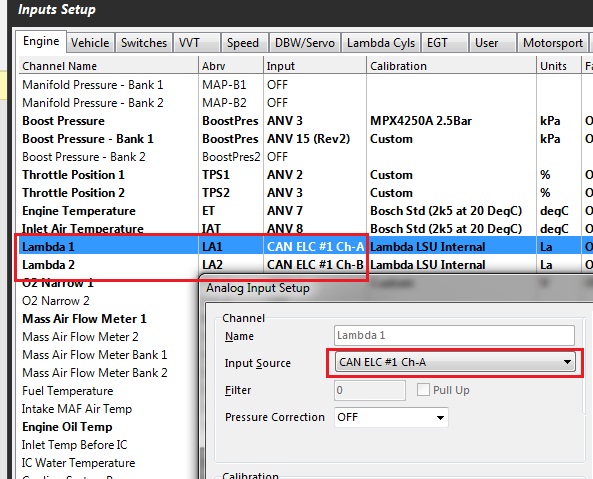 Inputs Setup
Engine Vehicle Switches VVT Speed DBW/Servo Lambda Cyls EGT User Motorsport
Channel Name Abrv Input Calibration Units Fa
Manifold Pressure - Bank 1 MAP-B1 OFF
Manifold Pressure - Bank 2 MAP-B2 OFF
Boost Pressure BoostPres ANV 3 MPX4250A 2.5Bar kPa O
Boost Pressure - Bank 1 BoostPres ANV 15 (Rev2) Custom kPa O
Boost Pressure - Bank 2 BoostPres2 OFF
Throttle Position 1 TPS1 ANV 2 Custom % O
Throttle Position 2 TPS2 ANV 3 Custom % O
Engine Temperature ET ANV 7 Bosch Std (2k5 at 20 DegC) degC O
Inlet Air Temperature IAT ANV 8 Bosch Std (2k5 at 20 DegC) degC O
Lambda 1 LA1 CAN ELC #1 Ch-A Lambda LSU Internal La O
Lambda 2 LA2 CAN ELC #1 Ch-B Lambda LSU Internal La O
O2 Narrow 1
O2 Narrow 2
Mass Air Flow Meter 1
Mass Air Flow Meter 2
Mass Air Flow Meter Bank 1
Mass Air Flow Meter Bank 2
Fuel Temperature
Intake MAF Air Temp
Engine Oil Temp
Inlet Temp Before IC
IC Water Temperature
Analog Input Setup
Channel
Name Lambda 1
Input Source CAN ELC #1 Ch-A
Filter 0 Pull Up
Pressure Correction OFF
Calibration